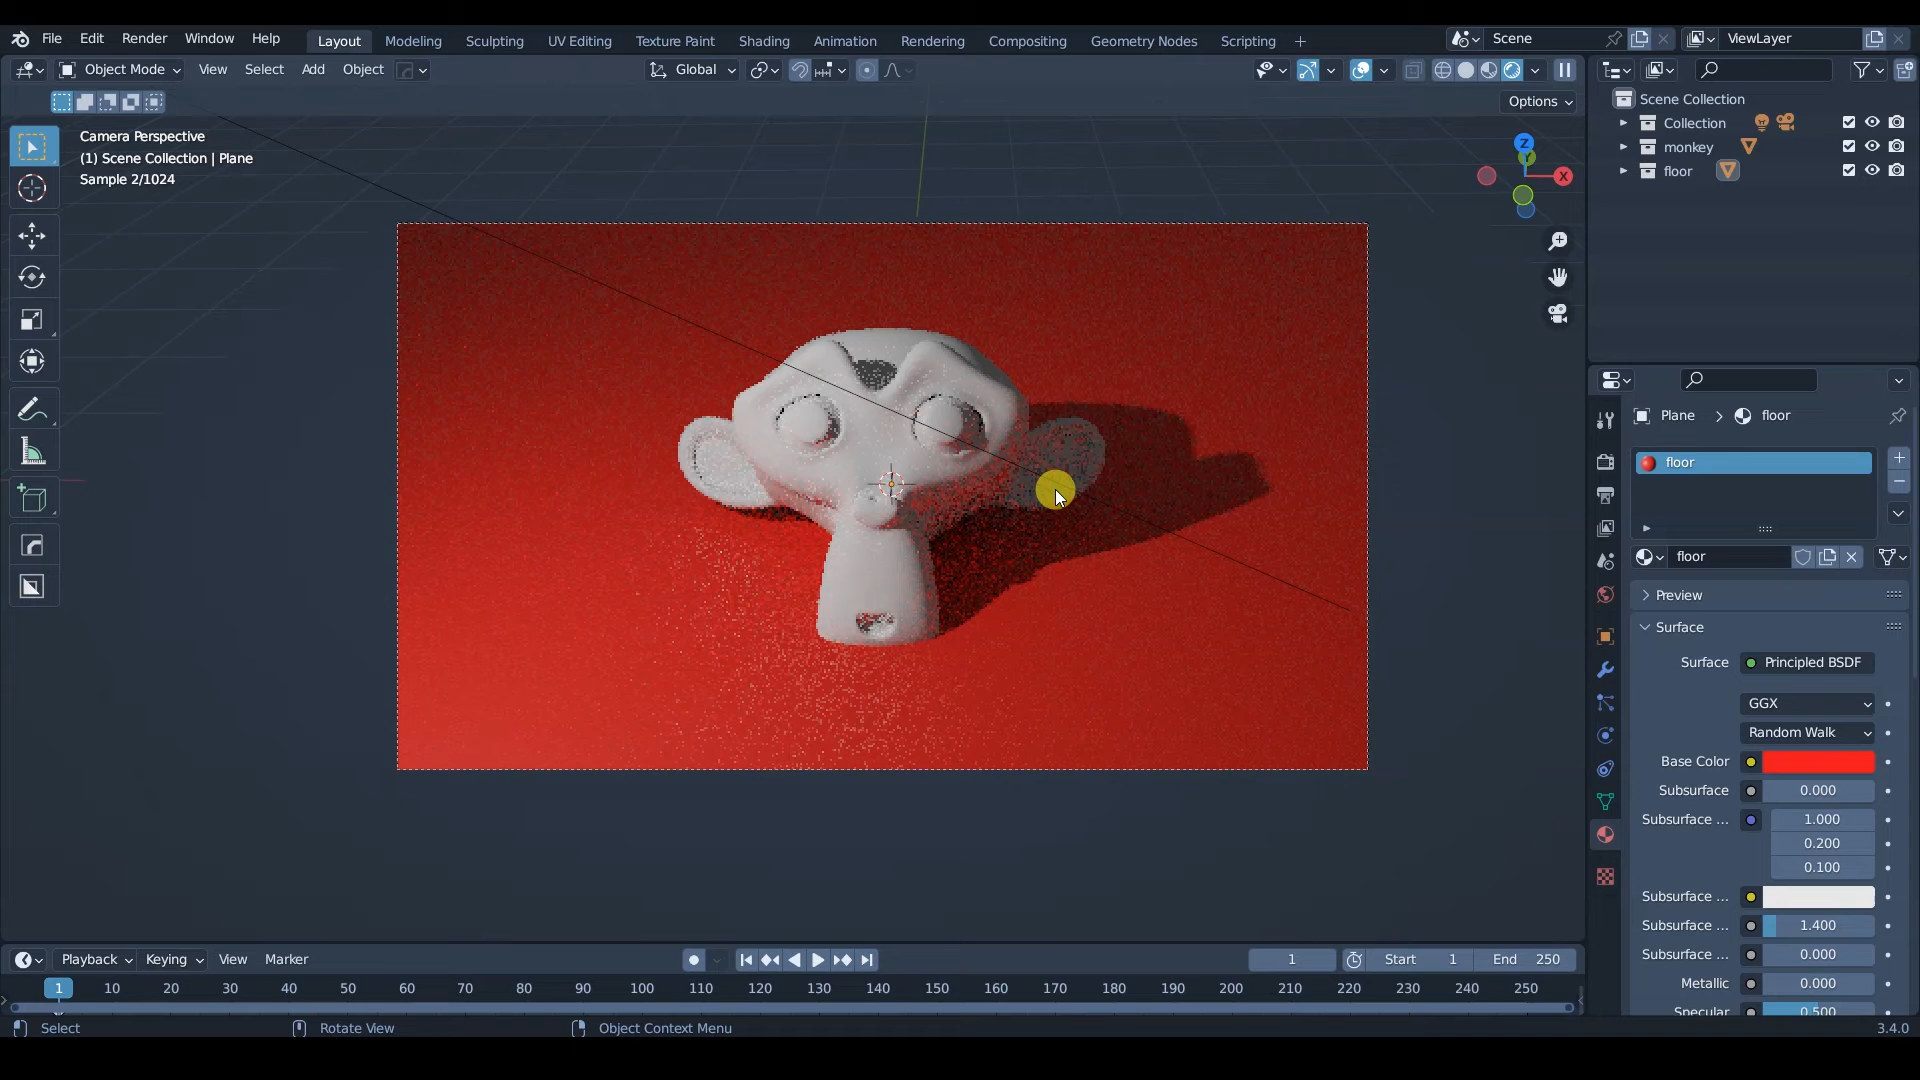 File Edit Render Window Help Layout Modeling Sculpting UV Editing Texture Paint Shading Animation Rendering Compositing Geometry Nodes Scripting + Scene ViewLayer
Object Mode View Select Add Object Global
Options
Camera Perspective
(1) Scene Collection | Plane
Sample 2/1024
Z
Y
X
Scene Collection
Collection
monkey
floor
Plane > floor
floor
floor
Preview
Surface
Surface Principled BSDF
GGX
Random Walk
Base Color
Subsurface 0.000
Subsurface ... 1.000
0.200
0.100
Subsurface ...
Subsurface ... 1.400
Subsurface ... 0.000
Metallic 0.000
Specular 0.500
Playback Keying View Marker 1 Start 1 End 250
1 10 20 30 40 50 60 70 80 90 100 110 120 130 140 150 160 170 180 190 200 210 220 230 240 250
Select Rotate View Object Context Menu 3.4.0